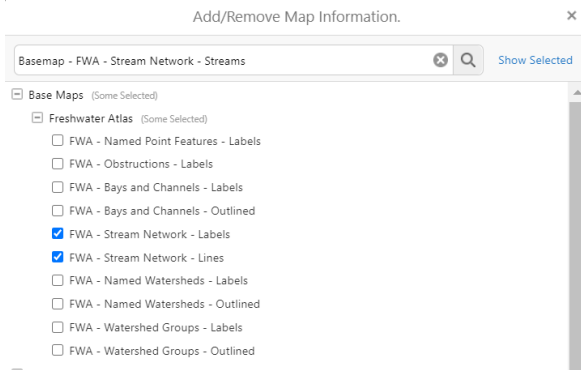 Add/Remove Map Information.
Basemap - FWA - Stream Network - Streams
Show Selected
Base Maps (Some Selected)
Freshwater Atlas (Some Selected)
FWA - Named Point Features - Labels
FWA - Obstructions - Labels
FWA - Bays and Channels - Labels
FWA - Bays and Channels - Outlined
FWA - Stream Network - Labels
FWA - Stream Network - Lines
FWA - Named Watersheds - Labels
FWA - Named Watersheds - Outlined
FWA - Watershed Groups - Labels
FWA - Watershed Groups - Outlined